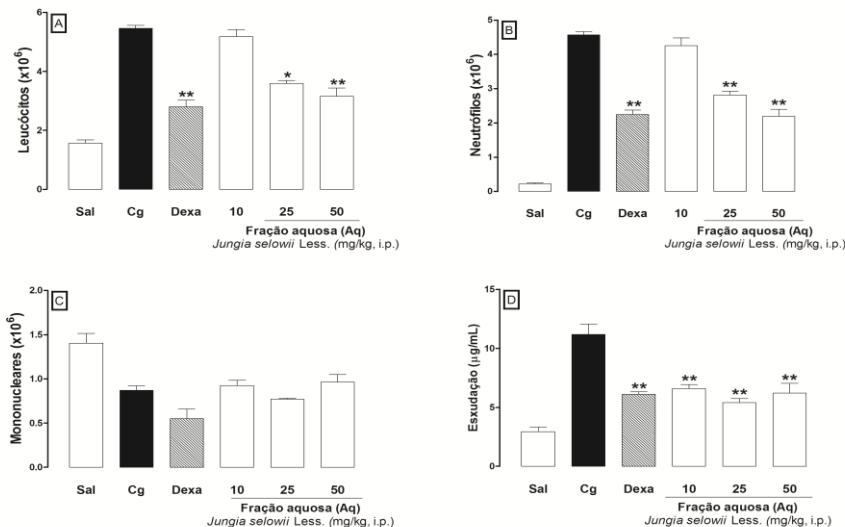 A
Leucócitos (x10⁶)
6
4
2
0
**
*
**
Sal Cg Dexa 10 25 50
Fração aquosa (Aq)
Jungia selowii Less. (mg/kg, i.p.)
B
Neutrófilos (x10⁶)
5
4
3
2
1
0
**
**
**
Sal Cg Dexa 10 25 50
Fração aquosa (Aq)
Jungia selowii Less. (mg/kg, i.p.)
C
Mononucleares (x10⁶)
2.0
1.5
1.0
0.5
0.0
Sal Cg Dexa 10 25 50
Fração aquosa (Aq)
Jungia selowii Less. (mg/kg, i.p.)
D
Esxudação (µg/mL)
15
10
5
0
**
**
**
**
Sal Cg Dexa 10 25 50
Fração aquosa (Aq)
Jungia selowii Less. (mg/kg, i.p.)